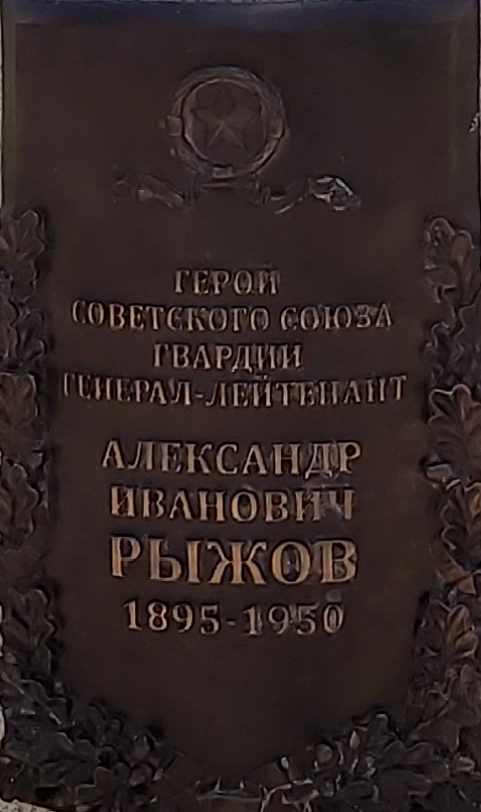 ГЕРОЙ
СОВЕТСКОГО СОЮЗА
ГВАРДИИ
ГЕНЕРАЛ-ЛЕЙТЕНАНТ
АЛЕКСАНДР
ИВАНОВИЧ
РЫЖОВ
1895-1950